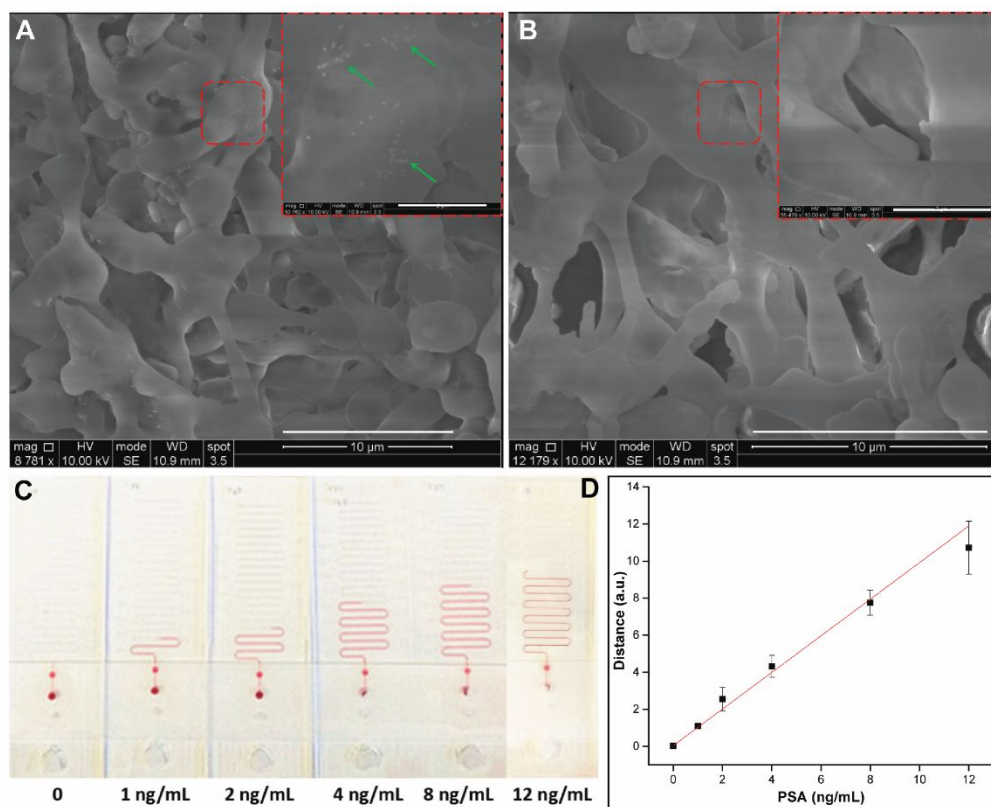 A
mag □ HV mode WD spot
8 781 x 10.00 kV SE 10.9 mm 3.5
10 µm
B
mag □ HV mode WD spot
12 179 x 10.00 kV SE 10.9 mm 3.5
10 µm
C
0 1 ng/mL 2 ng/mL 4 ng/mL 8 ng/mL 12 ng/mL
D
Distance (a.u.)
14
12
10
8
6
4
2
0
0 2 4 6 8 10 12
PSA (ng/mL)